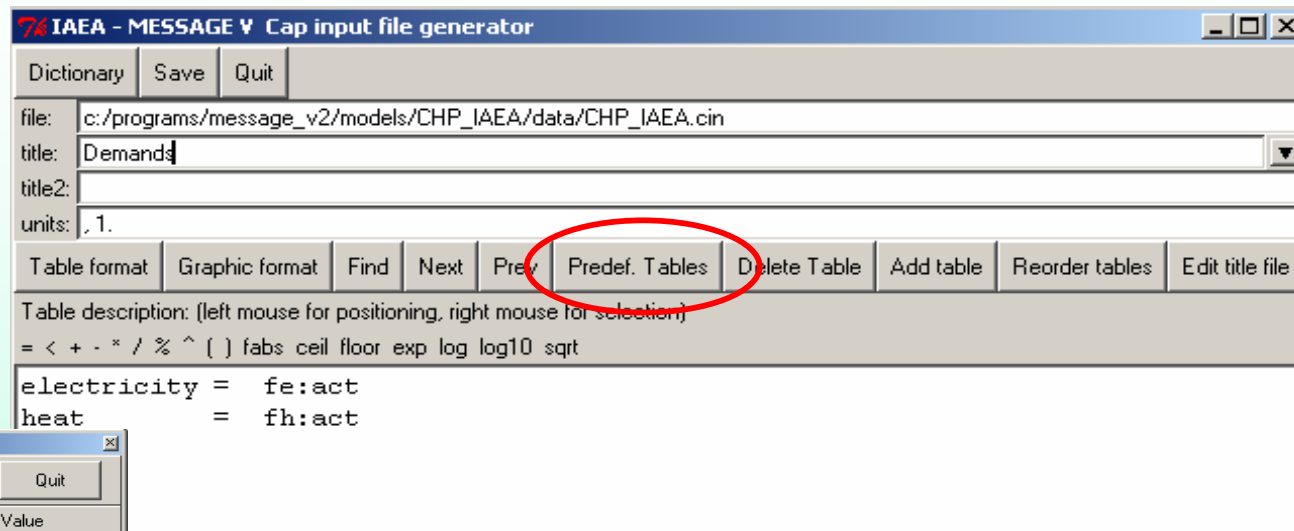 IAEA - MESSAGE V Cap input file generator
Dictionary Save Quit
file: c:/programs/message_v2/models/CHP_IAEA/data/CHP_IAEA.cin
title: Demands
title2:
units: , 1.
Table format Graphic format Find Next Prev Predef. Tables Delete Table Add table Reorder tables Edit title file
Table description: (left mouse for positioning, right mouse for selection)
= < + - * / % ^ ( ) fabs ceil floor exp log log10 sqrt
electricity = fe:act
heat = fh:act
Quit
Value